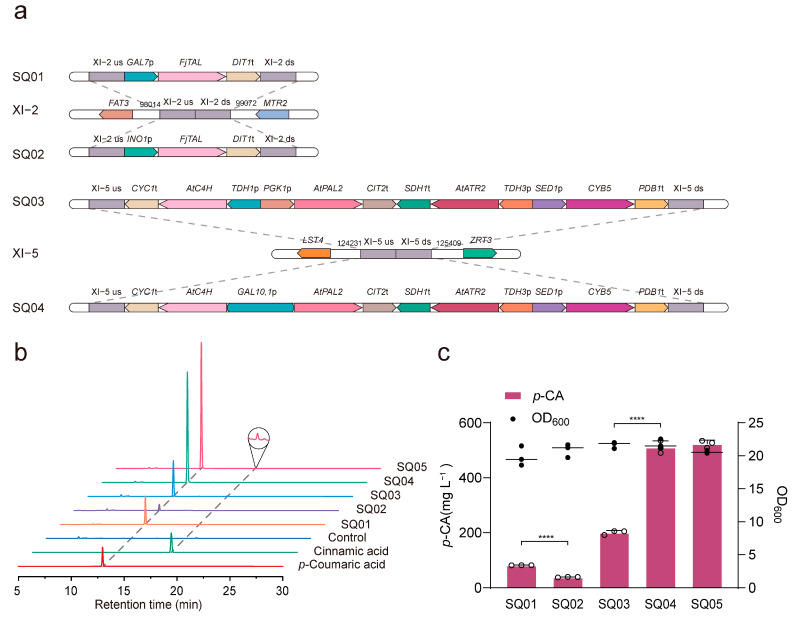 a
XI−2 us GAL7p FjTAL DIT1t XI−2 ds
SQ01
FAT3 98014 XI−2 us XI−2 ds 99072 MTR2
XI−2
XI−2 us INO1p FjTAL DIT1t XI−2 ds
SQ02
XI−5 us CYC1t AtC4H TDH1p PGK1p AtPAL2 CIT2t SDH1t AtATR2 TDH3p SED1p CYB5 PDB1t XI−5 ds
SQ03
LST4 124231 XI−5 us XI−5 ds 125409 ZRT3
XI−5
XI−5 us CYC1t AtC4H GAL10,1p AtPAL2 CIT2t SDH1t AtATR2 TDH3p SED1p CYB5 PDB1t XI−5 ds
SQ04
b
SQ05
SQ04
SQ03
SQ02
SQ01
Control
Cinnamic acid
p-Coumaric acid
5 10 15 20 25 30
Retention time (min)
c
p-CA
OD600
600 400 200 0
p-CA(mg L−1)
**** ****
25 20 15 10 5 0
OD600
SQ01 SQ02 SQ03 SQ04 SQ05